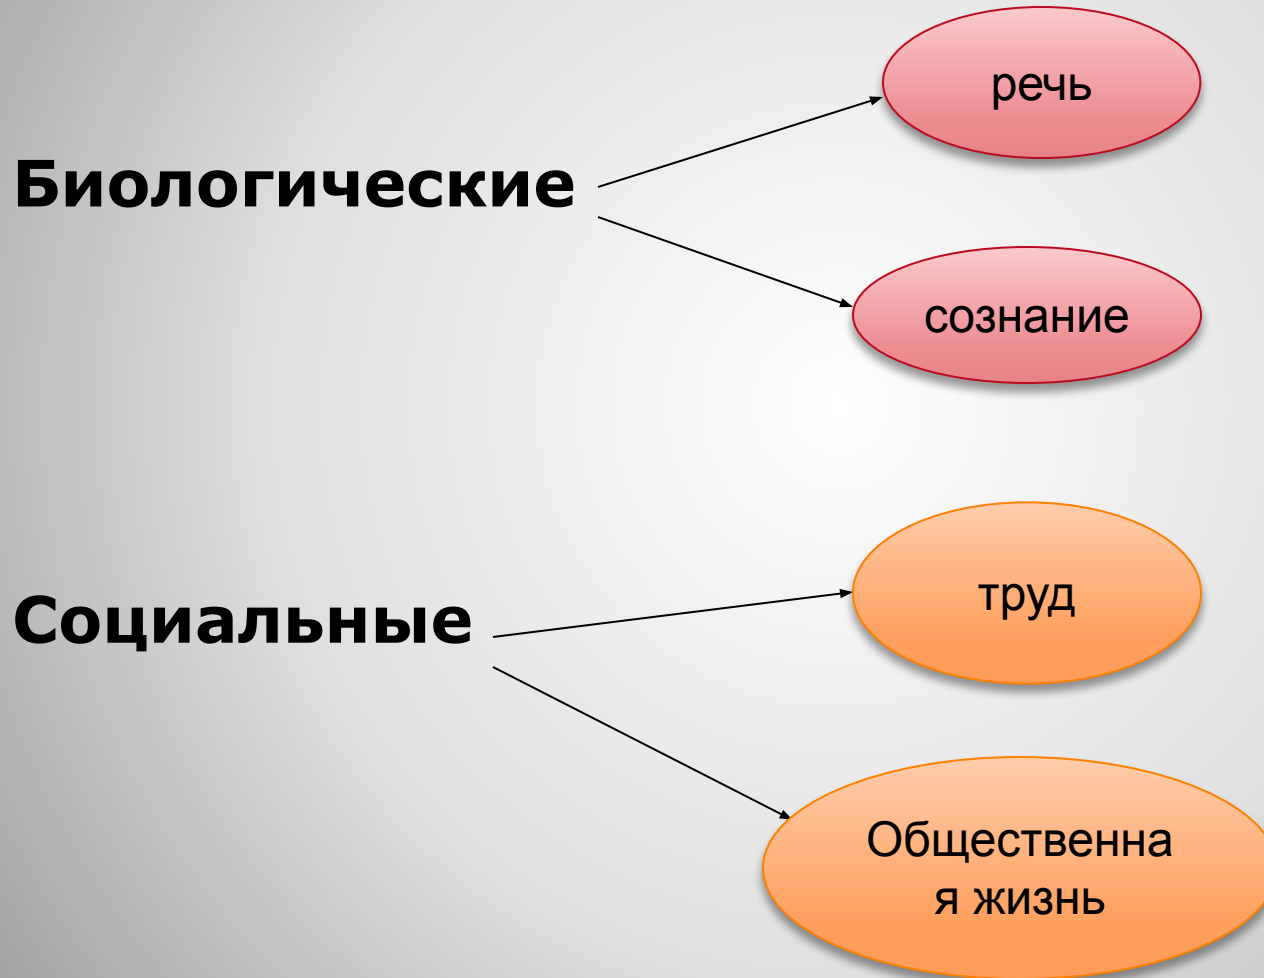 речь
Биологические
сознание
труд
Социальные
Общественна
я жизнь